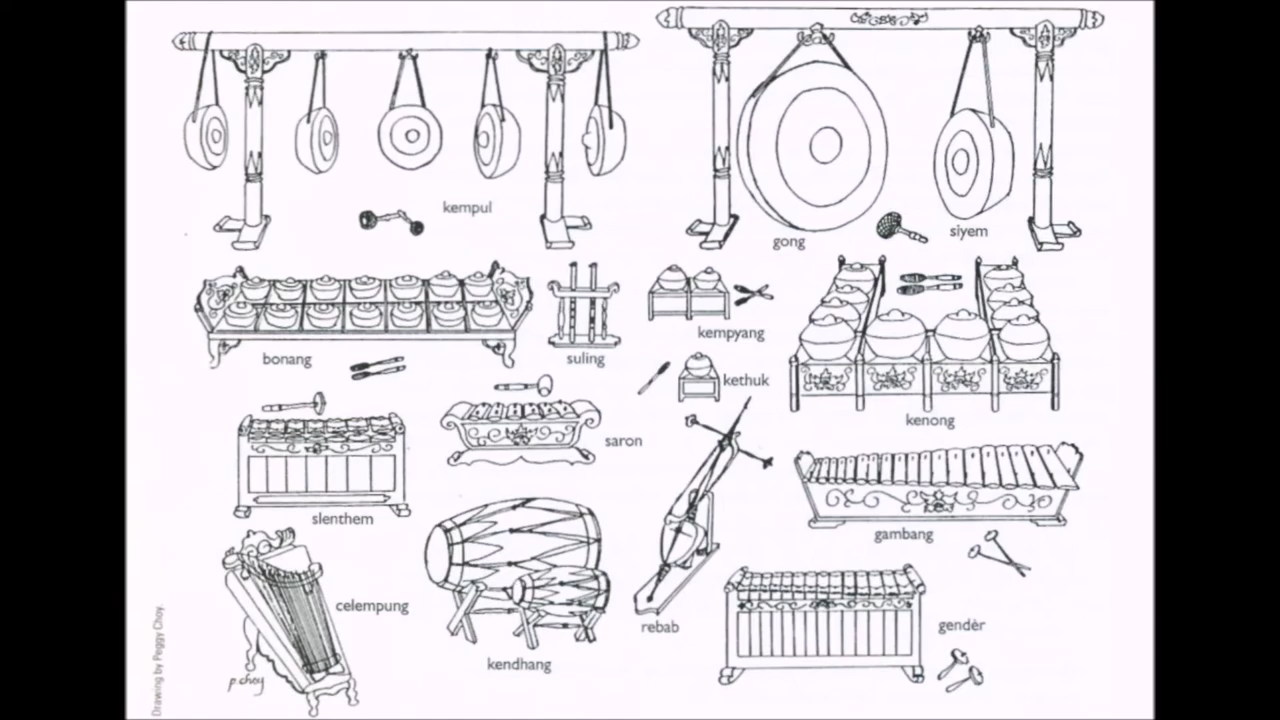 kempul
gong
siyem
bonang
suling
kempyang
kethuk
kenong
slenthem
saron
gambang
celempung
kendhang
rebab
gendèr
p.choy
Drawing by Peggy Choy.